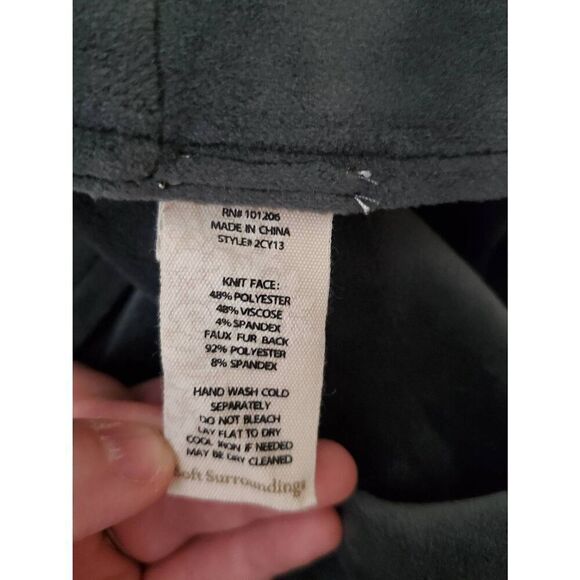 RN# 101206
MADE IN CHINA
STYLE# 2CY13
KNIT FACE:
48% POLYESTER
48% VISCOSE
4% SPANDEX
FAUX FUR BACK
92% POLYESTER
8% SPANDEX
HAND WASH COLD
SEPARATELY
DO NOT BLEACH
LAY FLAT TO DRY
COOL IRON IF NEEDED
MAY BE DRY CLEANED
Soft Surroundings